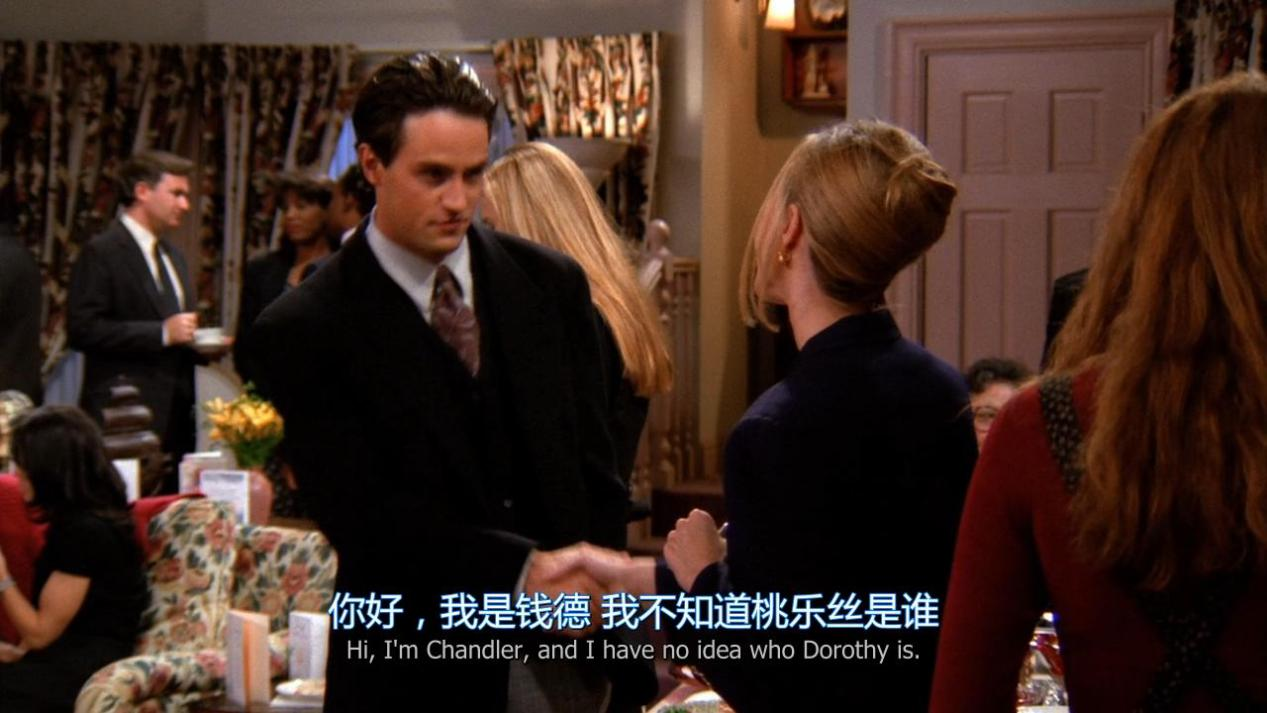 你好，我是钱德 我不知道桃乐丝是谁
Hi, I'm Chandler, and I have no idea who Dorothy is.